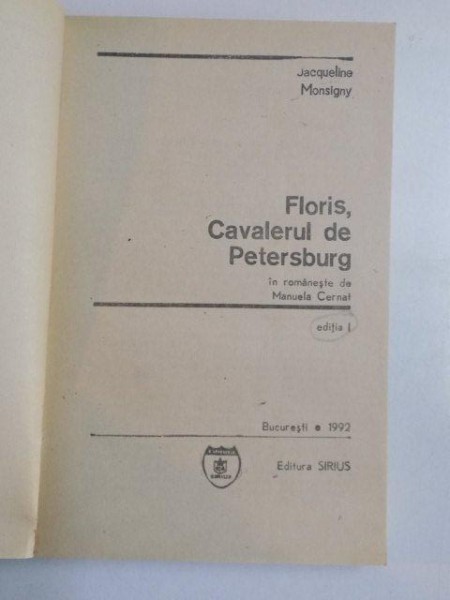 Jacqueline
Monsigny
Floris,
Cavalerul de
Petersburg
în românește de
Manuela Cernat
ediția I
București • 1992
Editura SIRIUS